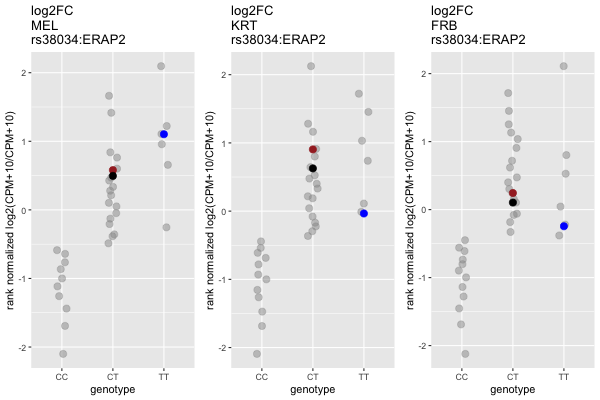 log2FC
MEL
rs38034:ERAP2
rank normalized log2(CPM+10/CPM+10)
2
1
0
-1
-2
CC
CT
TT
genotype
log2FC
KRT
rs38034:ERAP2
rank normalized log2(CPM+10/CPM+10)
2
1
0
-1
-2
CC
CT
TT
genotype
log2FC
FRB
rs38034:ERAP2
rank normalized log2(CPM+10/CPM+10)
2
1
0
-1
-2
CC
CT
TT
genotype